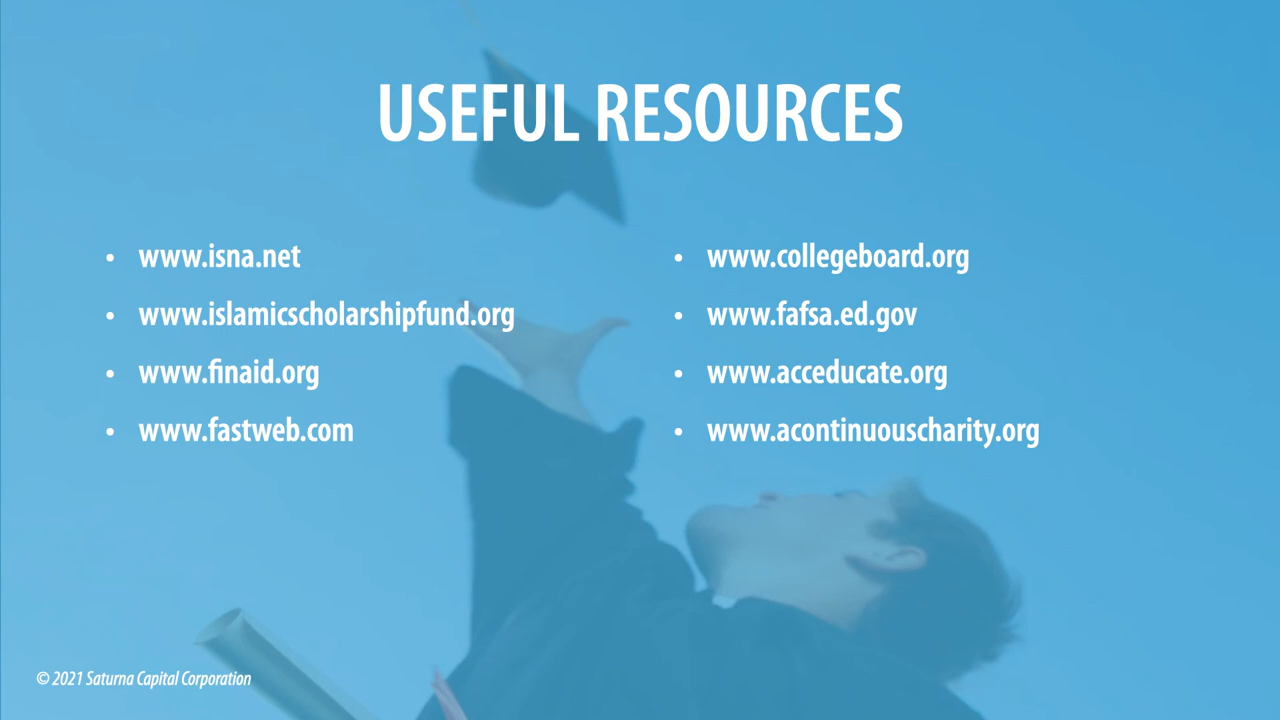 USEFUL RESOURCES
• www.isna.net
• www.islamicscholarshipfund.org
• www.finaid.org
• www.fastweb.com
• www.collegeboard.org
• www.fafsa.ed.gov
• www.acceducate.org
• www.acontinuouscharity.org
© 2021 Saturna Capital Corporation